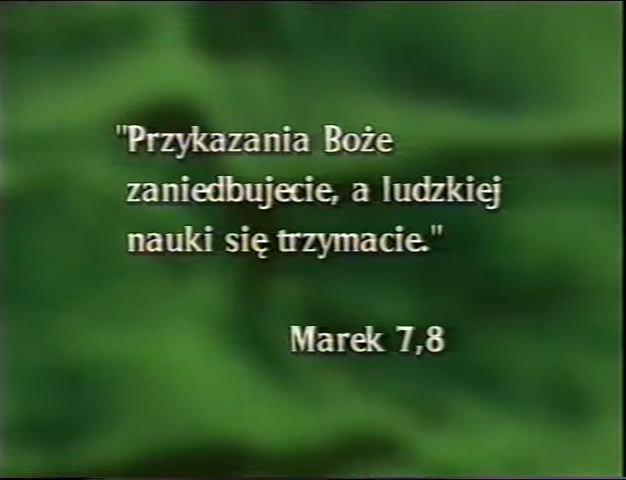 "Przykazania Boże
zaniedbujecie, a ludzkiej
nauki się trzymacie."
Marek 7,8